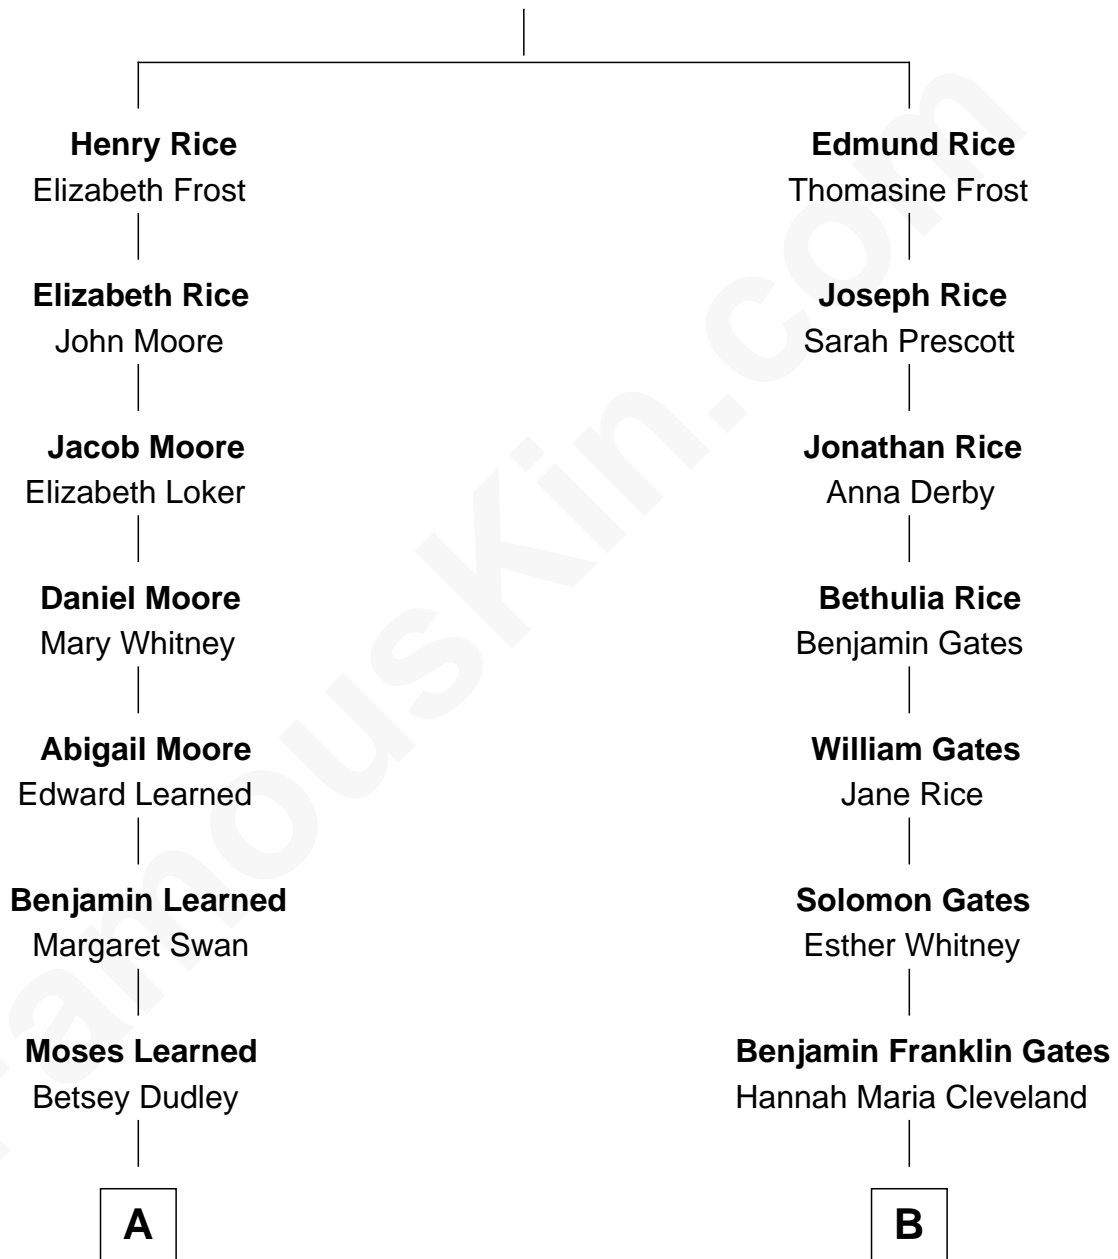 Henry Rice
Elizabeth Frost
Elizabeth Rice
John Moore
Jacob Moore
Elizabeth Loker
Daniel Moore
Mary Whitney
Abigail Moore
Edward Learned
Benjamin Learned
Margaret Swan
Moses Learned
Betsey Dudley
A
Edmund Rice
Thomasine Frost
Joseph Rice
Sarah Prescott
Jonathan Rice
Anna Derby
Bethulia Rice
Benjamin Gates
William Gates
Jane Rice
Solomon Gates
Esther Whitney
Benjamin Franklin Gates
Hannah Maria Cleveland
B
FamousKin.com